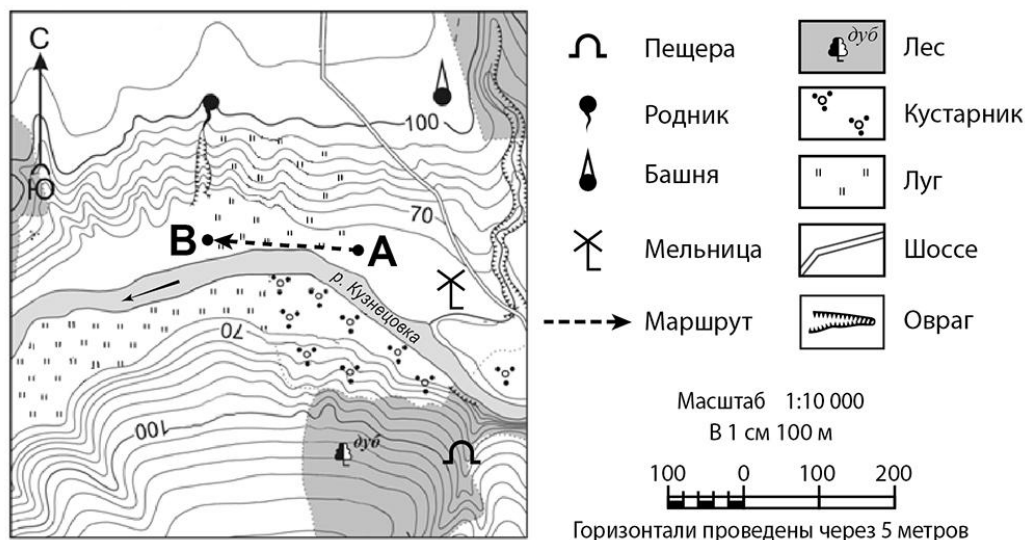 С
Ю
100
70
В
А
р. Кузнецовка
70
100
дуб
Пещера
Родник
Башня
Мельница
Маршрут
дуб
Лес
Кустарник
Луг
Шоссе
Овраг
Масштаб 1:10 000
В 1 см 100 м
100 0 100 200
Горизонтали проведены через 5 метров